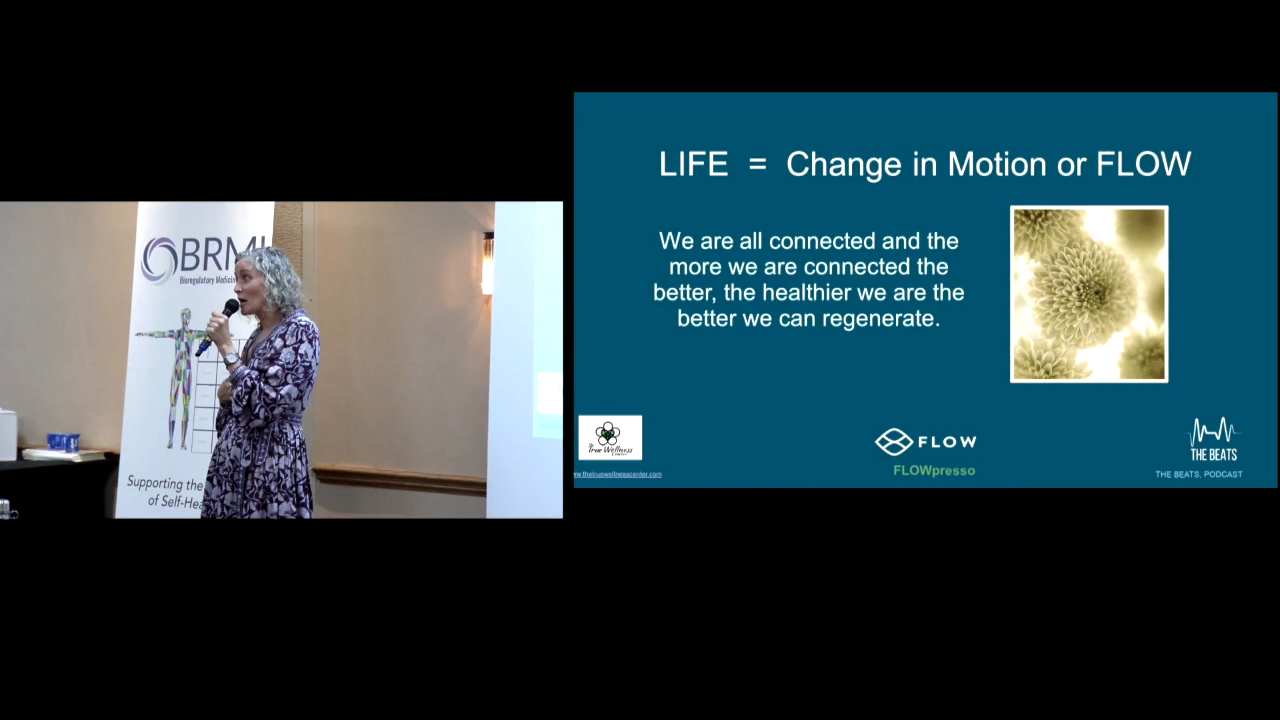 BRMI
Bioregulatory Medicine
Supporting the
of Self-Hea
LIFE = Change in Motion or FLOW
We are all connected and the
more we are connected the
better, the healthier we are the
better we can regenerate.
The
True Wellness
Center
www.thetruewellnesscenter.com
FLOW
FLOWpresso
THE BEATS
THE BEATS, PODCAST